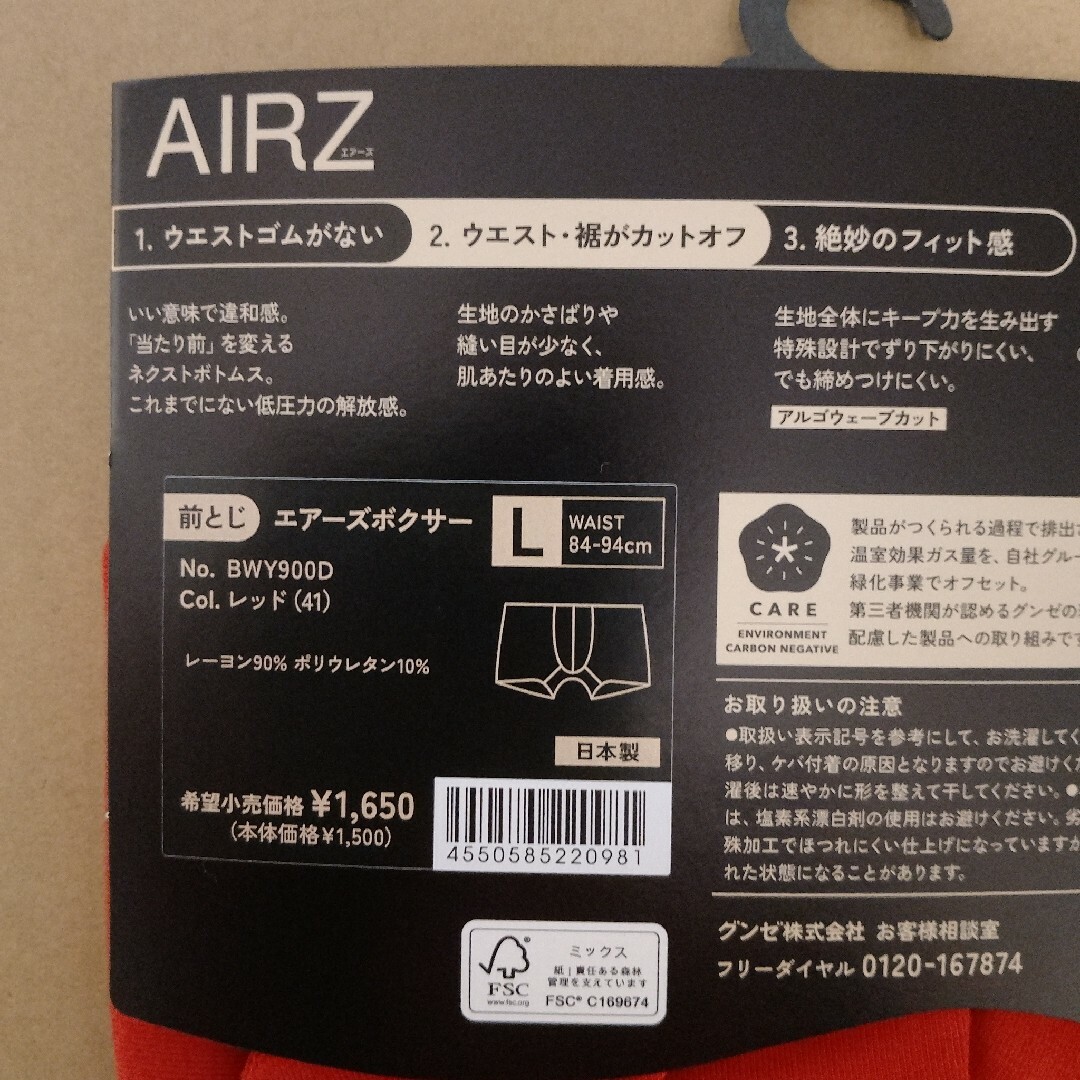 AIRZ
エアーズ
1. ウエストゴムがない
2. ウエスト・裾がカットオフ
3. 絶妙のフィット感
いい意味で違和感。
「当たり前」を変える
ネクストボトムス。
これまでにない低圧力の解放感。
生地のかさばりや
縫い目が少なく、
肌あたりのよい着用感。
生地全体にキープ力を生み出す
特殊設計でずり下がりにくい、
でも締めつけにくい。
アルゴウェーブカット
前とじ エアーズボクサー
L WAIST
84-94cm
No. BWY900D
Col. レッド(41)
レーヨン90% ポリウレタン10%
日本製
希望小売価格 ¥1,650
(本体価格¥1,500)
4550585220981
CARE
ENVIRONMENT
CARBON NEGATIVE
製品がつくられる過程で排出
温室効果ガス量を、自社グルー
緑化事業でオフセット。
第三者機関が認めるグンゼの
配慮した製品への取り組みで
お取り扱いの注意
●取扱い表示記号を参考にして、お洗濯して
移り、ケバ付着の原因となりますのでお避けく
濯後は速やかに形を整えて干してください。●
は、塩素系漂白剤の使用はお避けください。
殊加工でほつれにくい仕上げになっていますが
れた状態になることがあります。
グンゼ株式会社 お客様相談室
フリーダイヤル 0120-167874
FSC
www.fsc.org
ミックス
紙|責任ある森林
管理を支えています
FSC® C169674